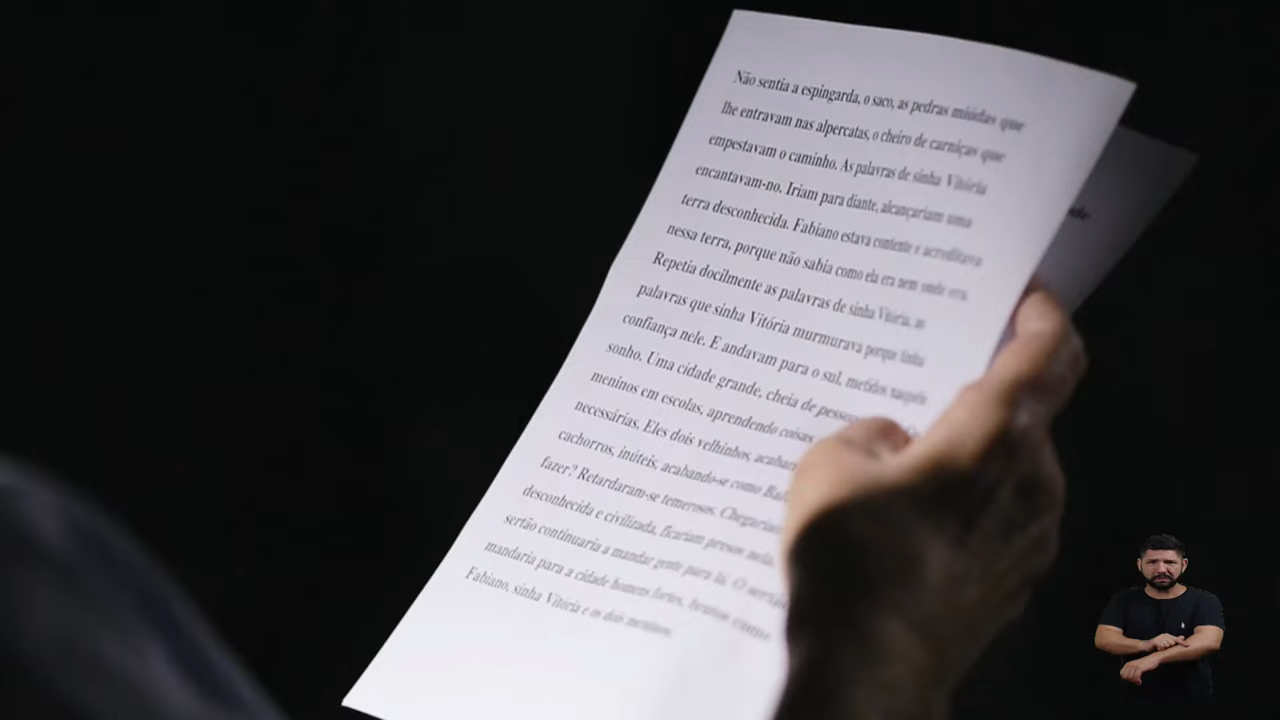 Não sentia a espingarda, o saco, as pedras miúdas que
lhe entravam nas alpercatas, o cheiro de carniças que
empestavam o caminho. As palavras de sinha Vitória
encantavam-no. Iriam para diante, alcançariam uma
terra desconhecida. Fabiano estava contente e acreditava
nessa terra, porque não sabia como ela era nem onde era.
Repetia docilmente as palavras de sinha Vitória, as
palavras que sinha Vitória murmurava porque tinha
confiança nele. E andavam para o sul, metidos naquele
sonho. Uma cidade grande, cheia de
meninos em escolas, aprendendo coisas
necessárias. Eles dois velhinhos,
cachorros, inúteis, acabando-se como
fazer? Retardaram-se temerosos.
desconhecida e civilizada, ficariam presos nela.
sertão continuaria a mandar gente para lá. O
mandaria para a cidade homens fortes, brutos como
Fabiano, sinha Vitória e os dois meninos.